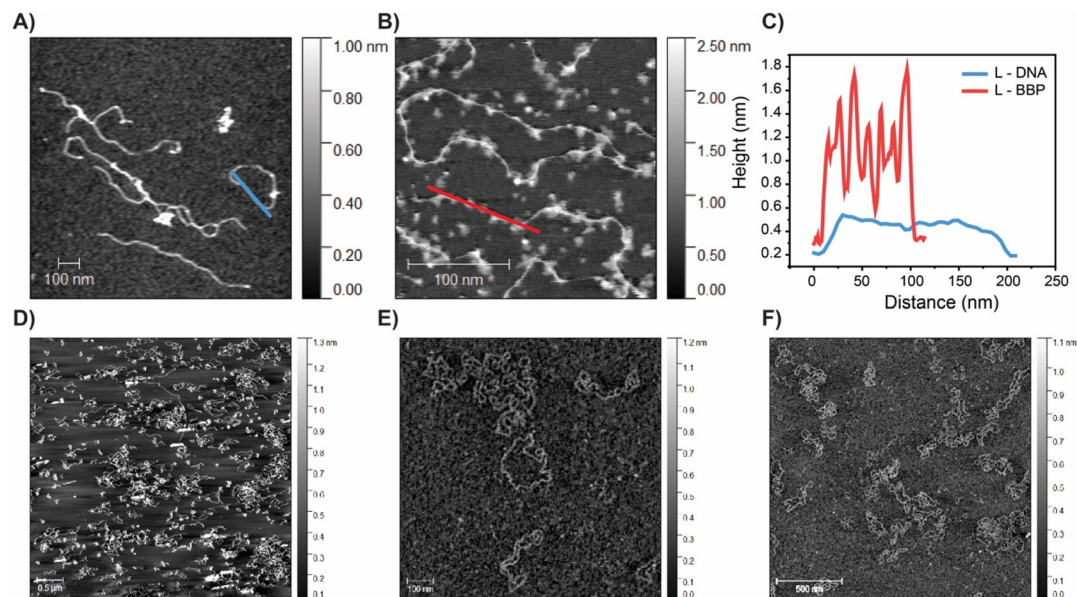 A)
1.00 nm
0.80
0.60
0.40
0.20
0.00
100 nm
B)
2.50 nm
2.00
1.50
1.00
0.50
0.00
100 nm
C)
Height (nm)
1.8
1.6
1.4
1.2
1.0
0.8
0.6
0.4
0.2
L - DNA
L - BBP
0 50 100 150 200 250
Distance (nm)
D)
1.3 nm
1.2
1.1
1.0
0.9
0.8
0.7
0.6
0.5
0.4
0.3
0.2
0.1
0.5 µm
E)
1.2 nm
1.1
1.0
0.9
0.8
0.7
0.6
0.5
0.4
0.3
0.2
0.1
0.0
100 nm
F)
1.1 nm
1.0
0.9
0.8
0.7
0.6
0.5
0.4
0.3
0.2
0.1
0.0
500 nm